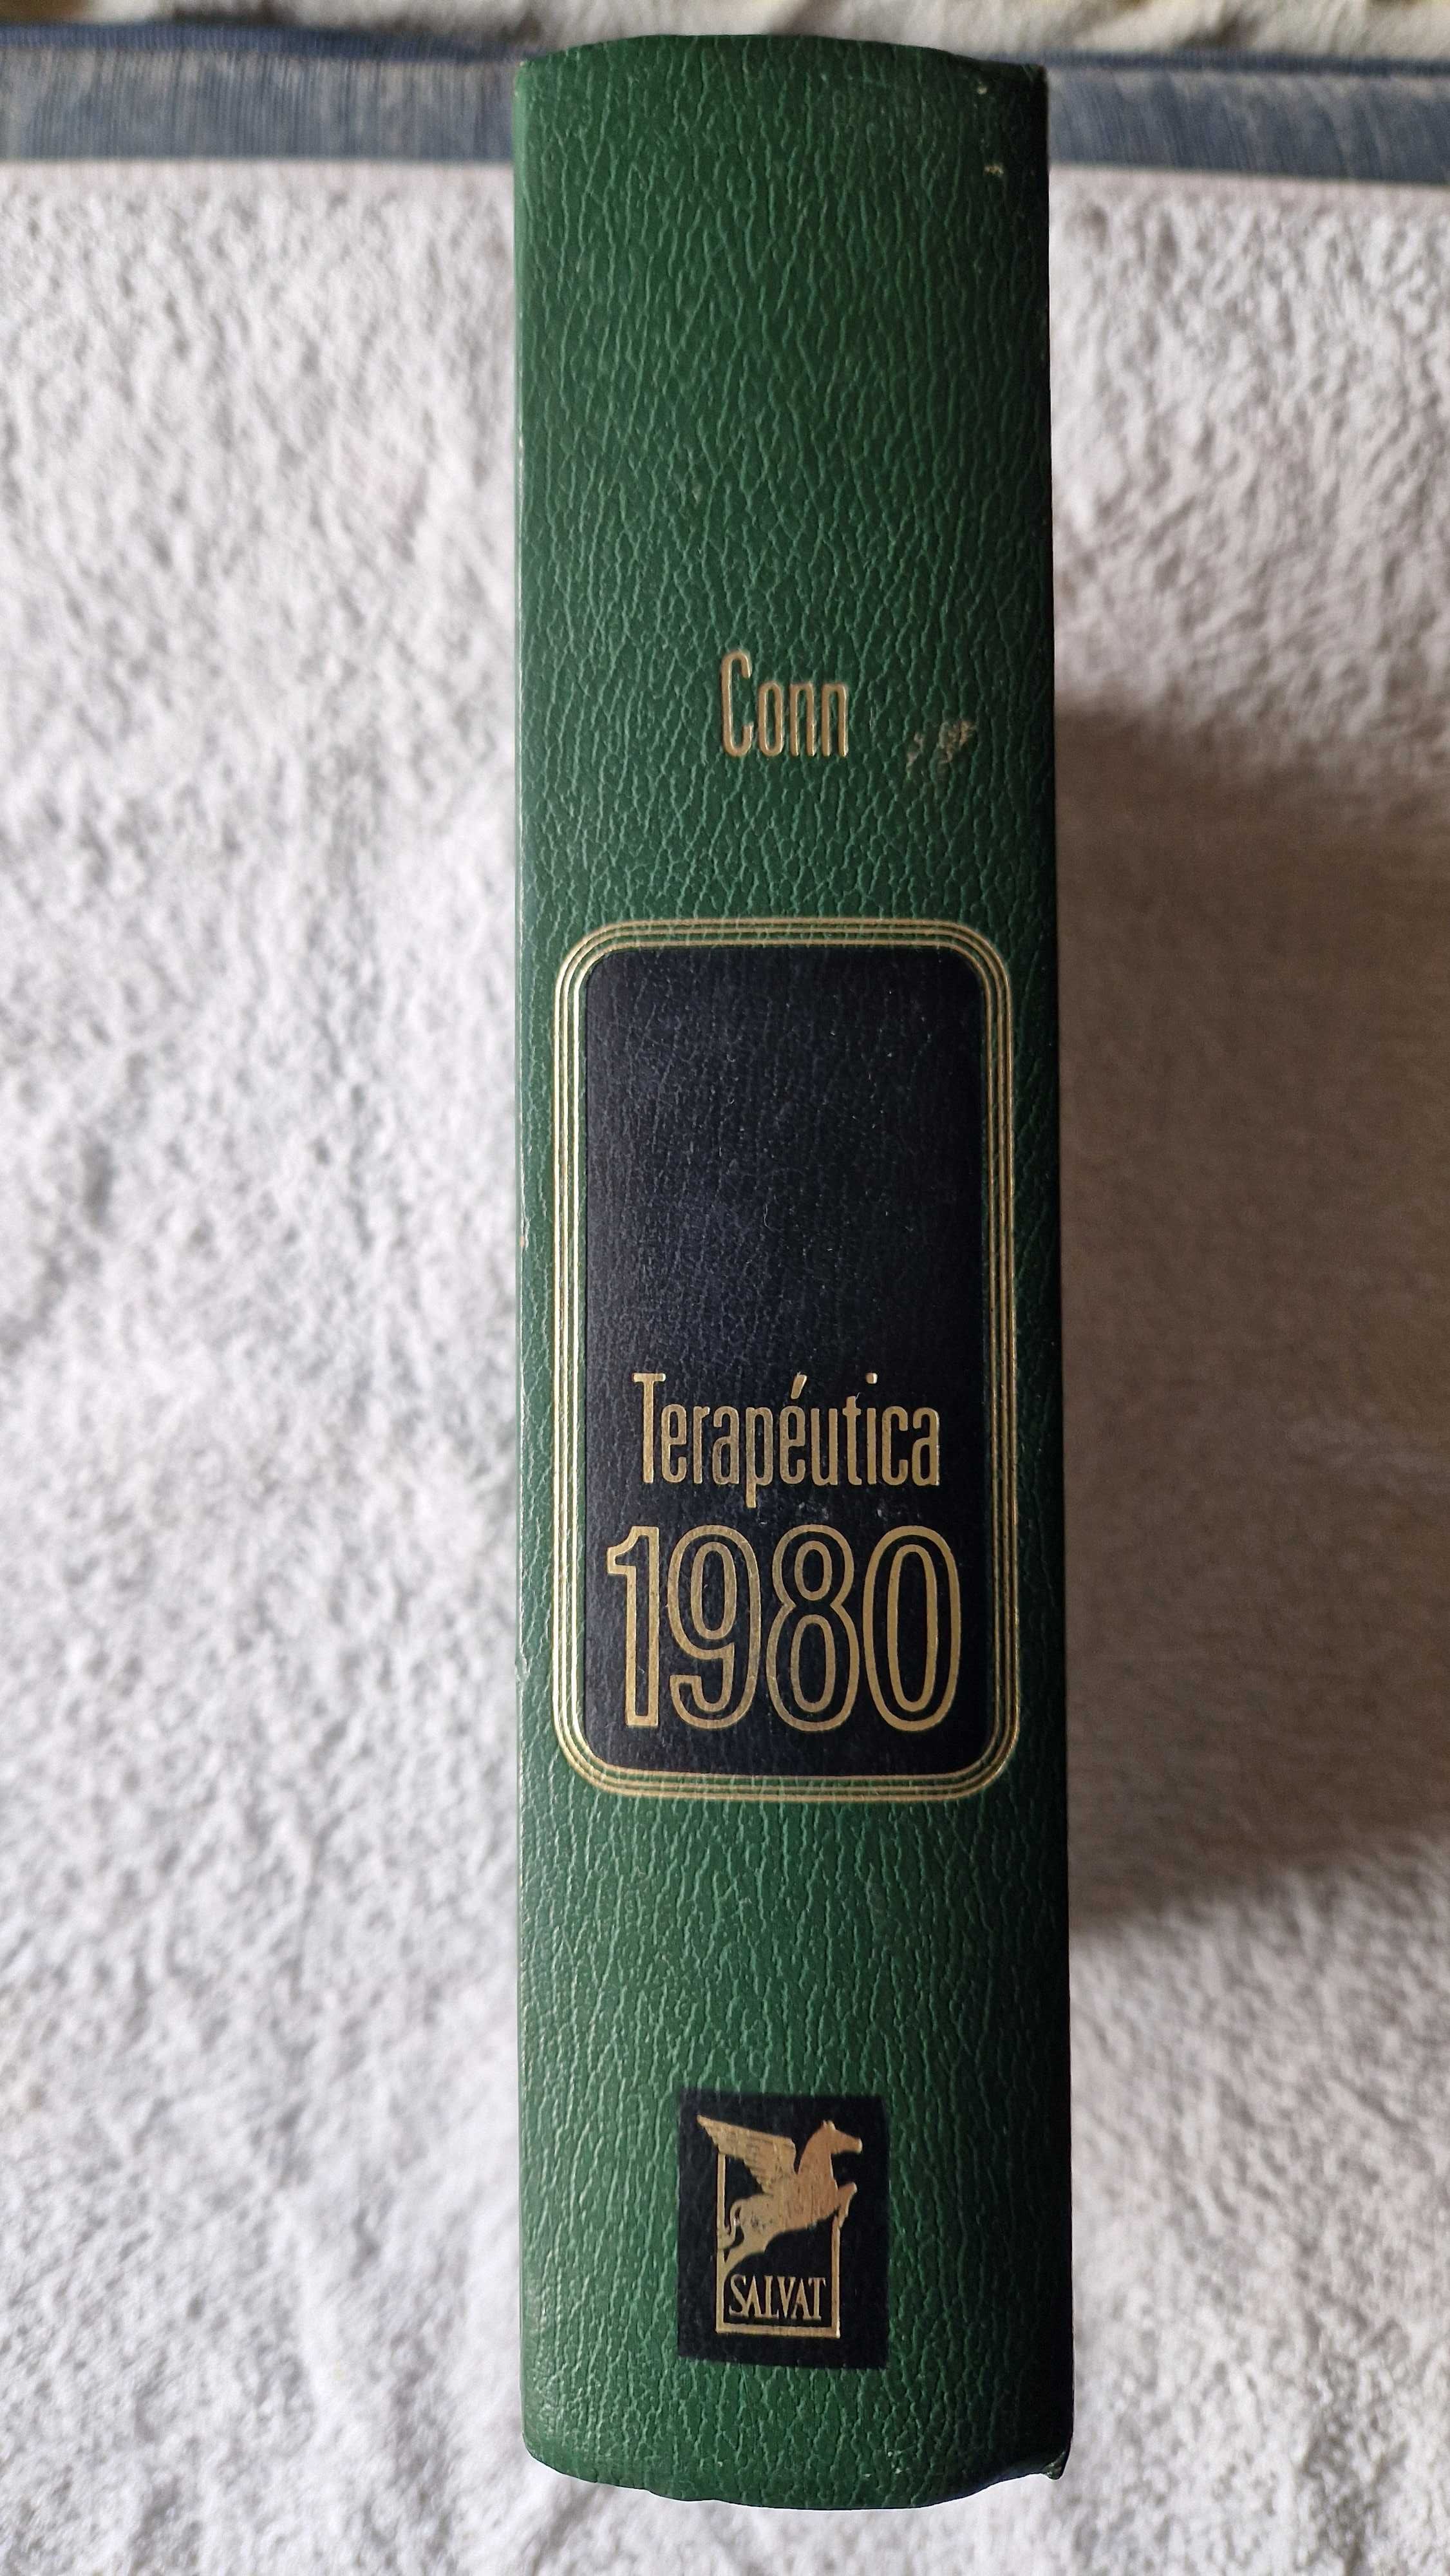 Conn
Terapéutica
1980
SALVAT